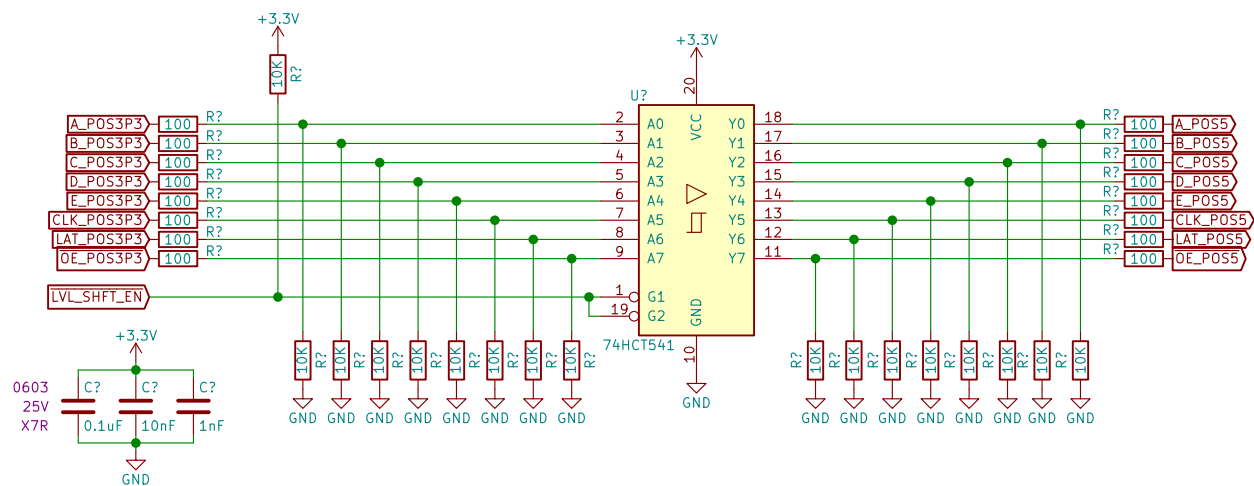 +3.3V
10K R?
+3.3V
20
U?
VCC
A_POS3P3 100 R? 2 A0 Y0 18 R? 100 A_POS5
B_POS3P3 100 R? 3 A1 Y1 17 R? 100 B_POS5
C_POS3P3 100 R? 4 A2 Y2 16 R? 100 C_POS5
D_POS3P3 100 R? 5 A3 Y3 15 R? 100 D_POS5
E_POS3P3 100 R? 6 A4 Y4 14 R? 100 E_POS5
CLK_POS3P3 100 R? 7 A5 Y5 13 R? 100 CLK_POS5
LAT_POS3P3 100 R? 8 A6 Y6 12 R? 100 LAT_POS5
OE_POS3P3 100 R? 9 A7 Y7 11 R? 100 OE_POS5
LVL_SHFT_EN 1 G1
19 G2
GND
74HCT541
10
GND
10K R? 10K R? 10K R? 10K R? 10K R? 10K R? 10K R? 10K R?
GND GND GND GND GND GND GND GND
R? 10K R? 10K R? 10K R? 10K R? 10K R? 10K R? 10K R? 10K
GND GND GND GND GND GND GND GND
+3.3V
0603 C? C? C?
25V
X7R 0.1uF 10nF 1nF
GND